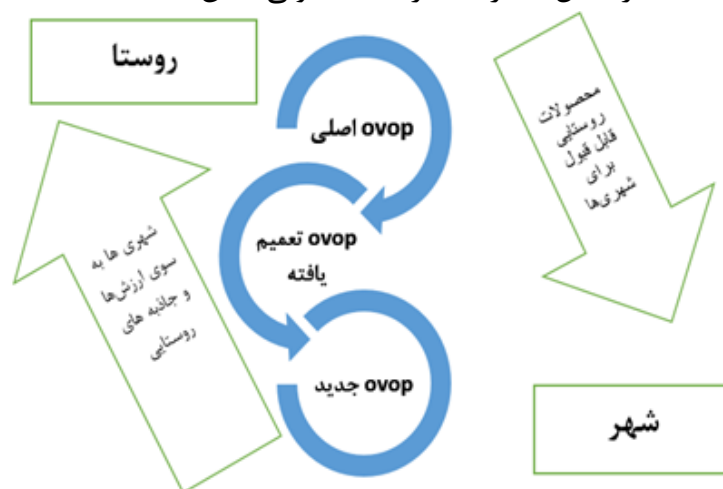 روستا
محصولات
روستایی
قابل قبول
برای
شهری‌ها
ovop اصلی
ovop تعمیم
یافته
ovop جدید
شهری ها به
سوی ارزش‌ها
و جاذبه های
روستایی
شهر